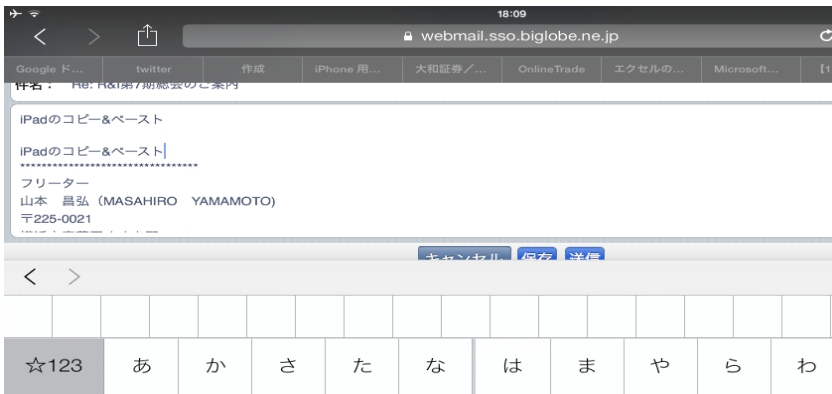 18:09
webmail.sso.biglobe.ne.jp
Google ド... twitter 作成 iPhone 用... 大和証券／... OnlineTrade エクセルの... Microsoft... 【1
件名： Re: R&I第7期総会のご案内
iPadのコピー&ペースト
iPadのコピー&ペースト
*********************************
フリーター
山本　昌弘（MASAHIRO　YAMAMOTO)
〒225-0021
キャンセル 保存 送信
☆123 あ か さ た な は ま や ら わ